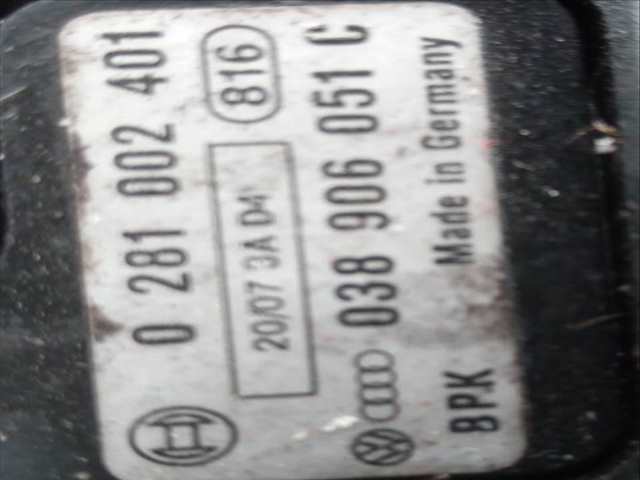 0 281 002 401
20/07 3A D4 816
038 906 051 C
BPK Made in Germany